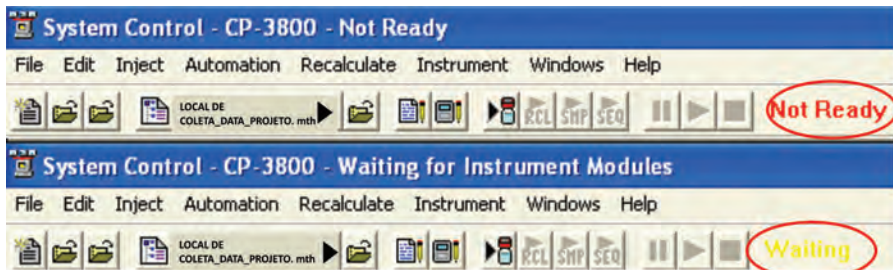 System Control - CP-3800 - Not Ready
File Edit Inject Automation Recalculate Instrument Windows Help
LOCAL DE
COLETA_DATA_PROJETO. mth
RCL SMP SEQ
Not Ready
System Control - CP-3800 - Waiting for Instrument Modules
File Edit Inject Automation Recalculate Instrument Windows Help
LOCAL DE
COLETA_DATA_PROJETO. mth
RCL SMP SEQ
Waiting